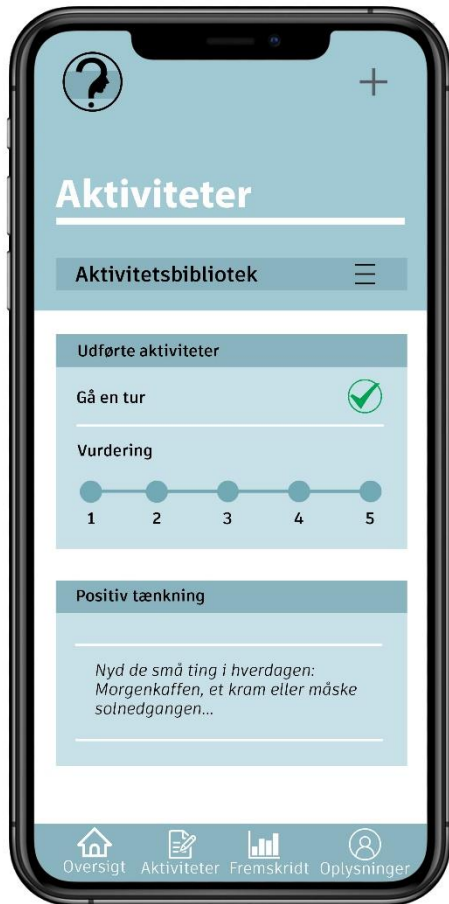 Aktiviteter
Aktivitetsbibliotek
Udførte aktiviteter
Gå en tur
Vurdering
1 2 3 4 5
Positiv tænkning
Nyd de små ting i hverdagen:
Morgenkaffen, et kram eller måske
solnedgangen...
Oversigt Aktiviteter Fremskridt Oplysninger